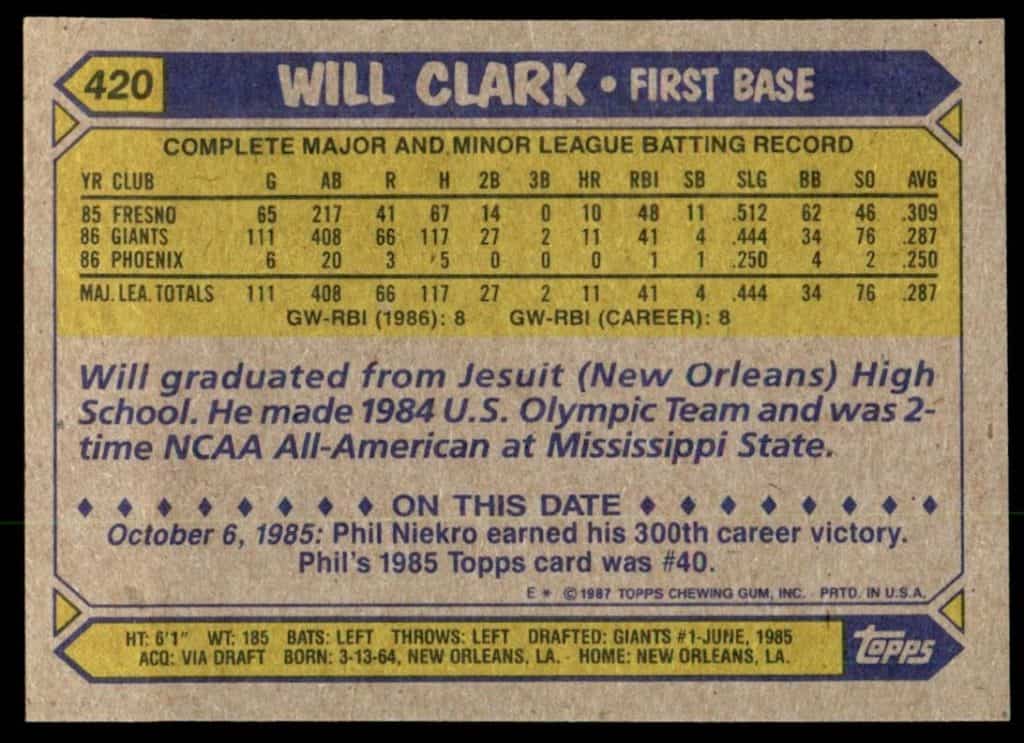 420 WILL CLARK • FIRST BASE
COMPLETE MAJOR AND MINOR LEAGUE BATTING RECORD
YR CLUB G AB R H 2B 3B HR RBI SB SLG BB SO AVG
85 FRESNO 65 217 41 67 14 0 10 48 11 .512 62 46 .309
86 GIANTS 111 408 66 117 27 2 11 41 4 .444 34 76 .287
86 PHOENIX 6 20 3 5 0 0 0 1 1 .250 4 2 .250
MAJ. LEA. TOTALS 111 408 66 117 27 2 11 41 4 .444 34 76 .287
GW-RBI (1986): 8 GW-RBI (CAREER): 8
Will graduated from Jesuit (New Orleans) High
School. He made 1984 U.S. Olympic Team and was 2-
time NCAA All-American at Mississippi State.
ON THIS DATE
October 6, 1985: Phil Niekro earned his 300th career victory.
Phil's 1985 Topps card was #40.
E * ©1987 TOPPS CHEWING GUM, INC. PRTD. IN U.S.A.
HT: 6'1" WT: 185 BATS: LEFT THROWS: LEFT DRAFTED: GIANTS #1-JUNE, 1985
ACQ: VIA DRAFT BORN: 3-13-64, NEW ORLEANS, LA. HOME: NEW ORLEANS, LA.
topps